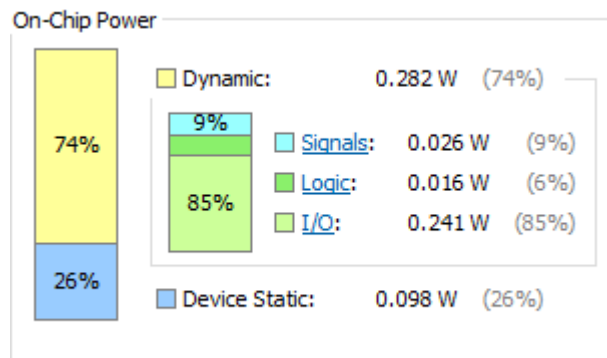 On-Chip Power
Dynamic: 0.282 W (74%)
74%
9%
Signals: 0.026 W (9%)
Logic: 0.016 W (6%)
85%
I/O: 0.241 W (85%)
26%
Device Static: 0.098 W (26%)